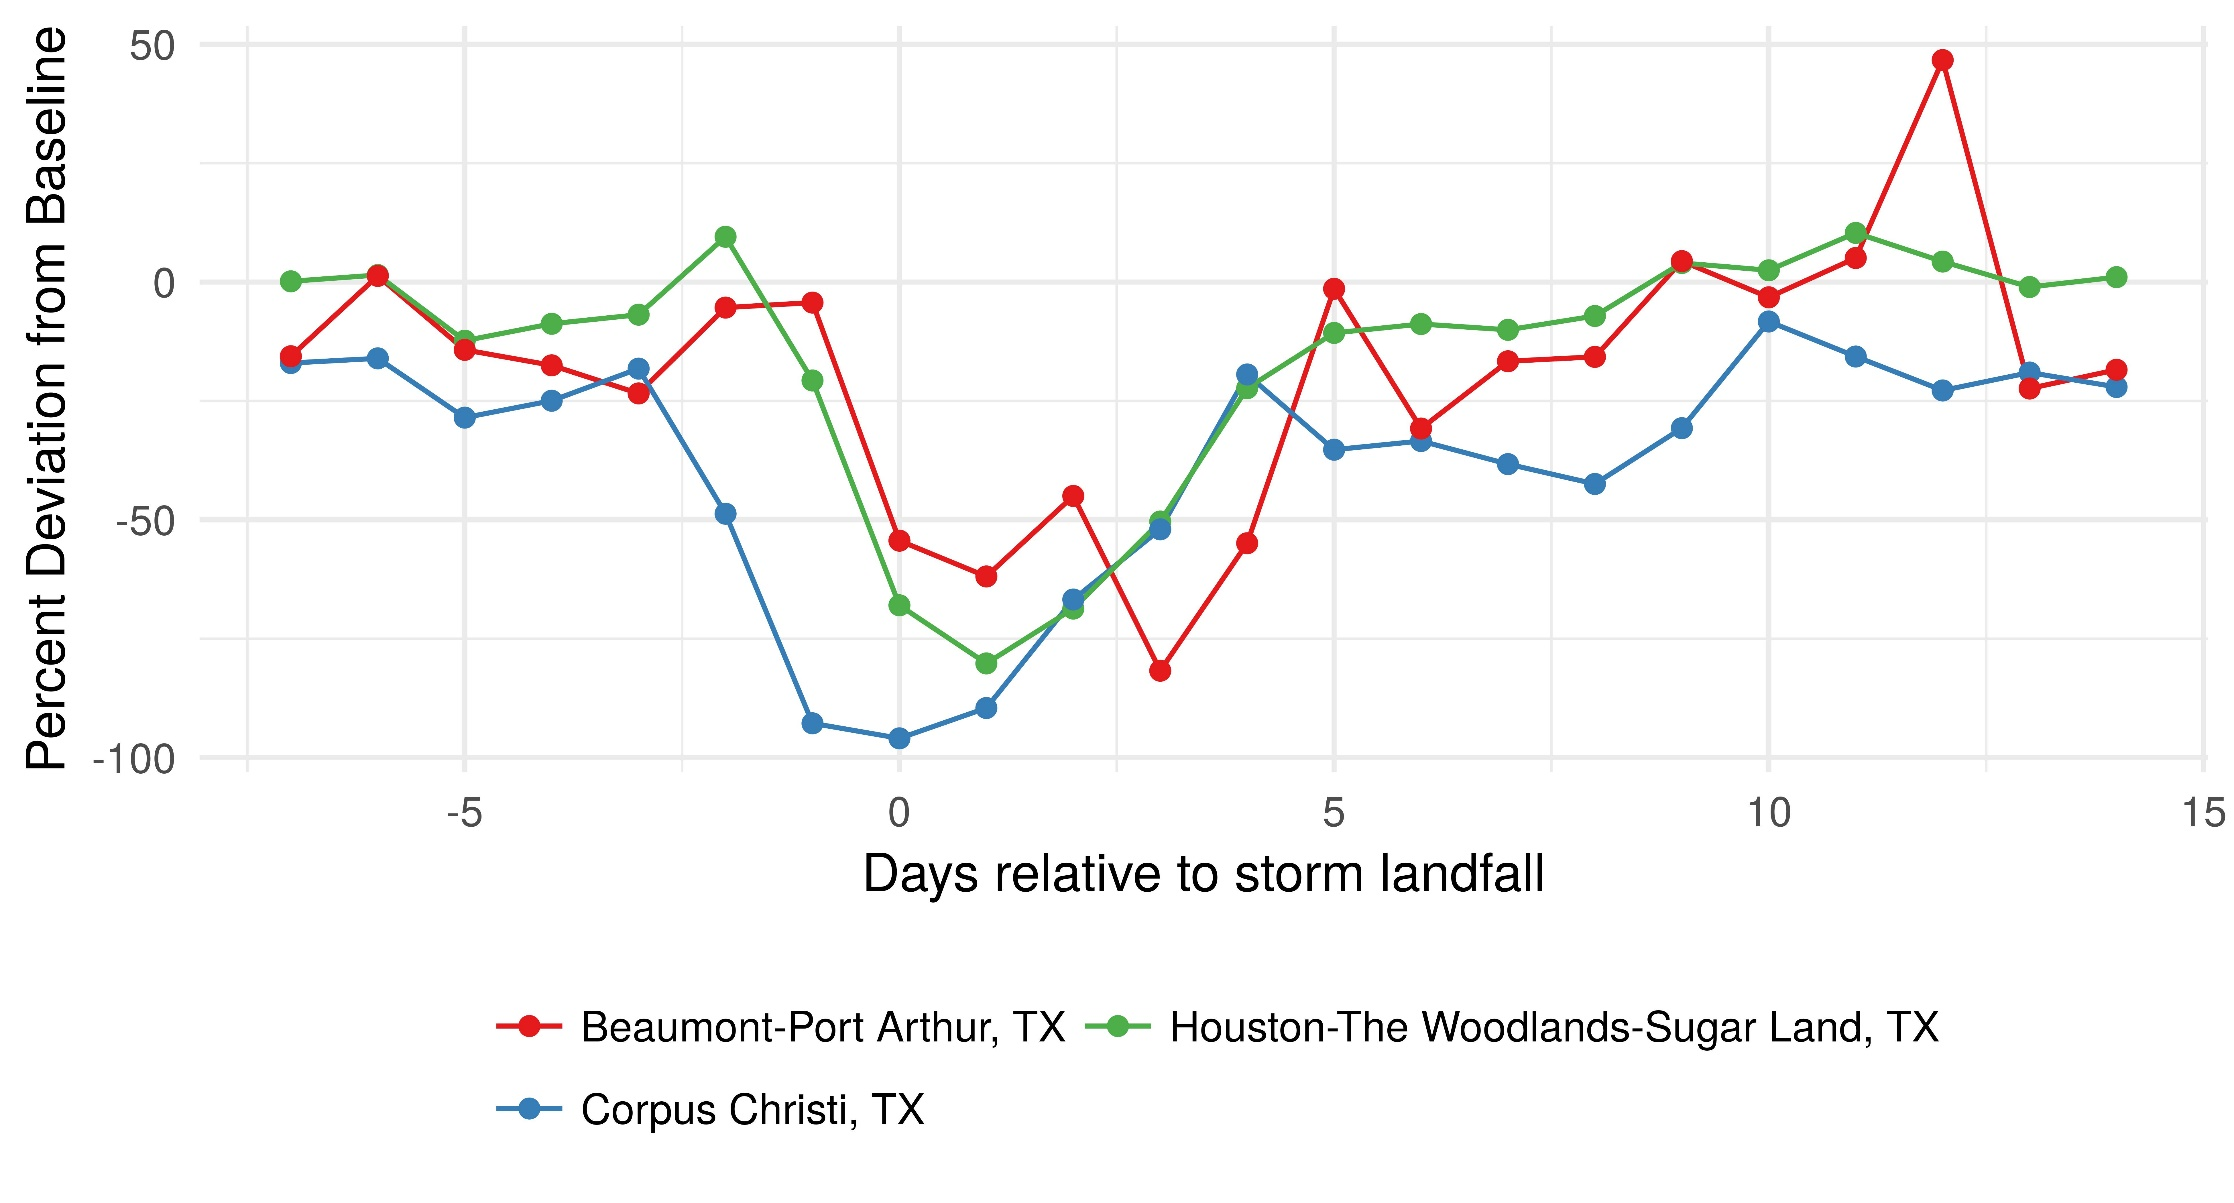 Percent Deviation from Baseline
50
0
-50
-100
-5 0 5 10 15
Days relative to storm landfall
Beaumont-Port Arthur, TX Houston-The Woodlands-Sugar Land, TX
Corpus Christi, TX